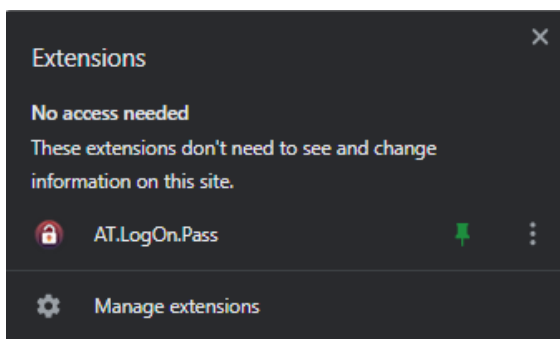 Extensions
No access needed
These extensions don't need to see and change
information on this site.
AT.LogOn.Pass
Manage extensions